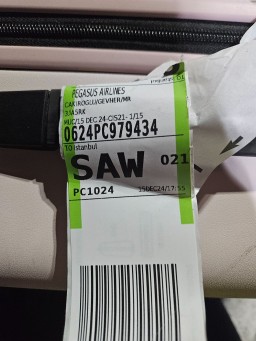 PEGASUS AIRLINES
CAKIROGLU/GEVHER/MR
0624PC979434
TO Istanbul
SAW 021
PC1024 15DEC24/17:55